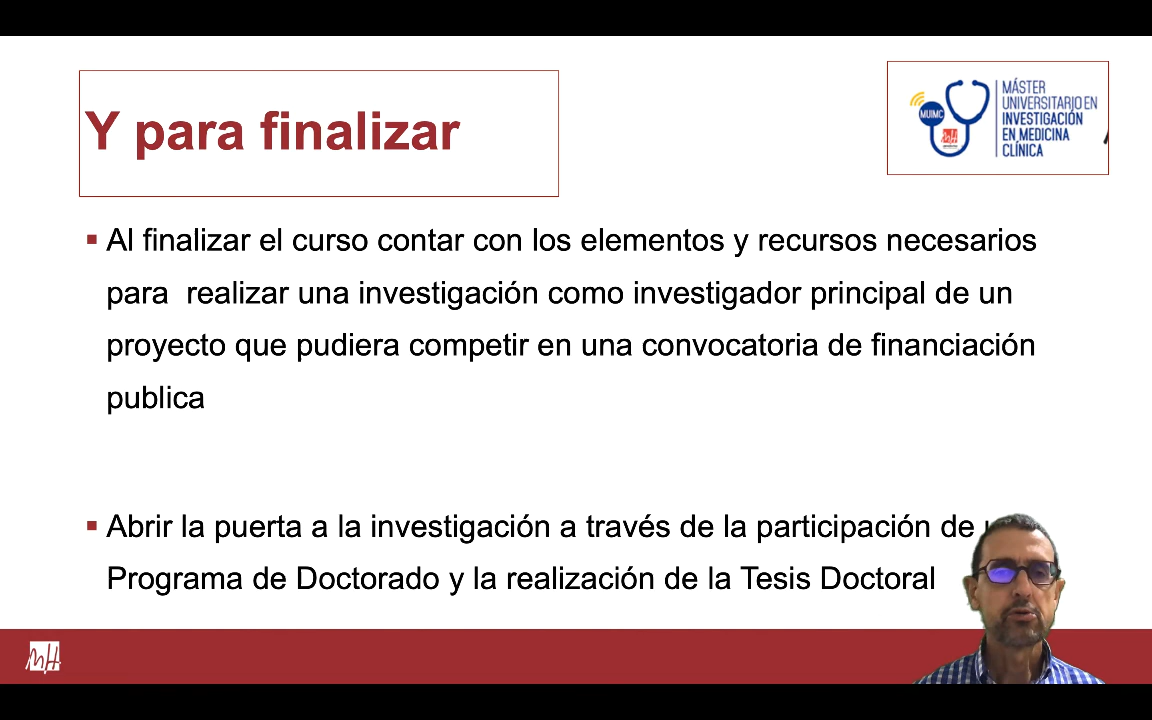 Y para finalizar
MÁSTER
UNIVERSITARIO EN
INVESTIGACIÓN
EN MEDICINA
CLÍNICA
MUIMC
Al finalizar el curso contar con los elementos y recursos necesarios
para realizar una investigación como investigador principal de un
proyecto que pudiera competir en una convocatoria de financiación
publica
Abrir la puerta a la investigación a través de la participación de
Programa de Doctorado y la realización de la Tesis Doctoral